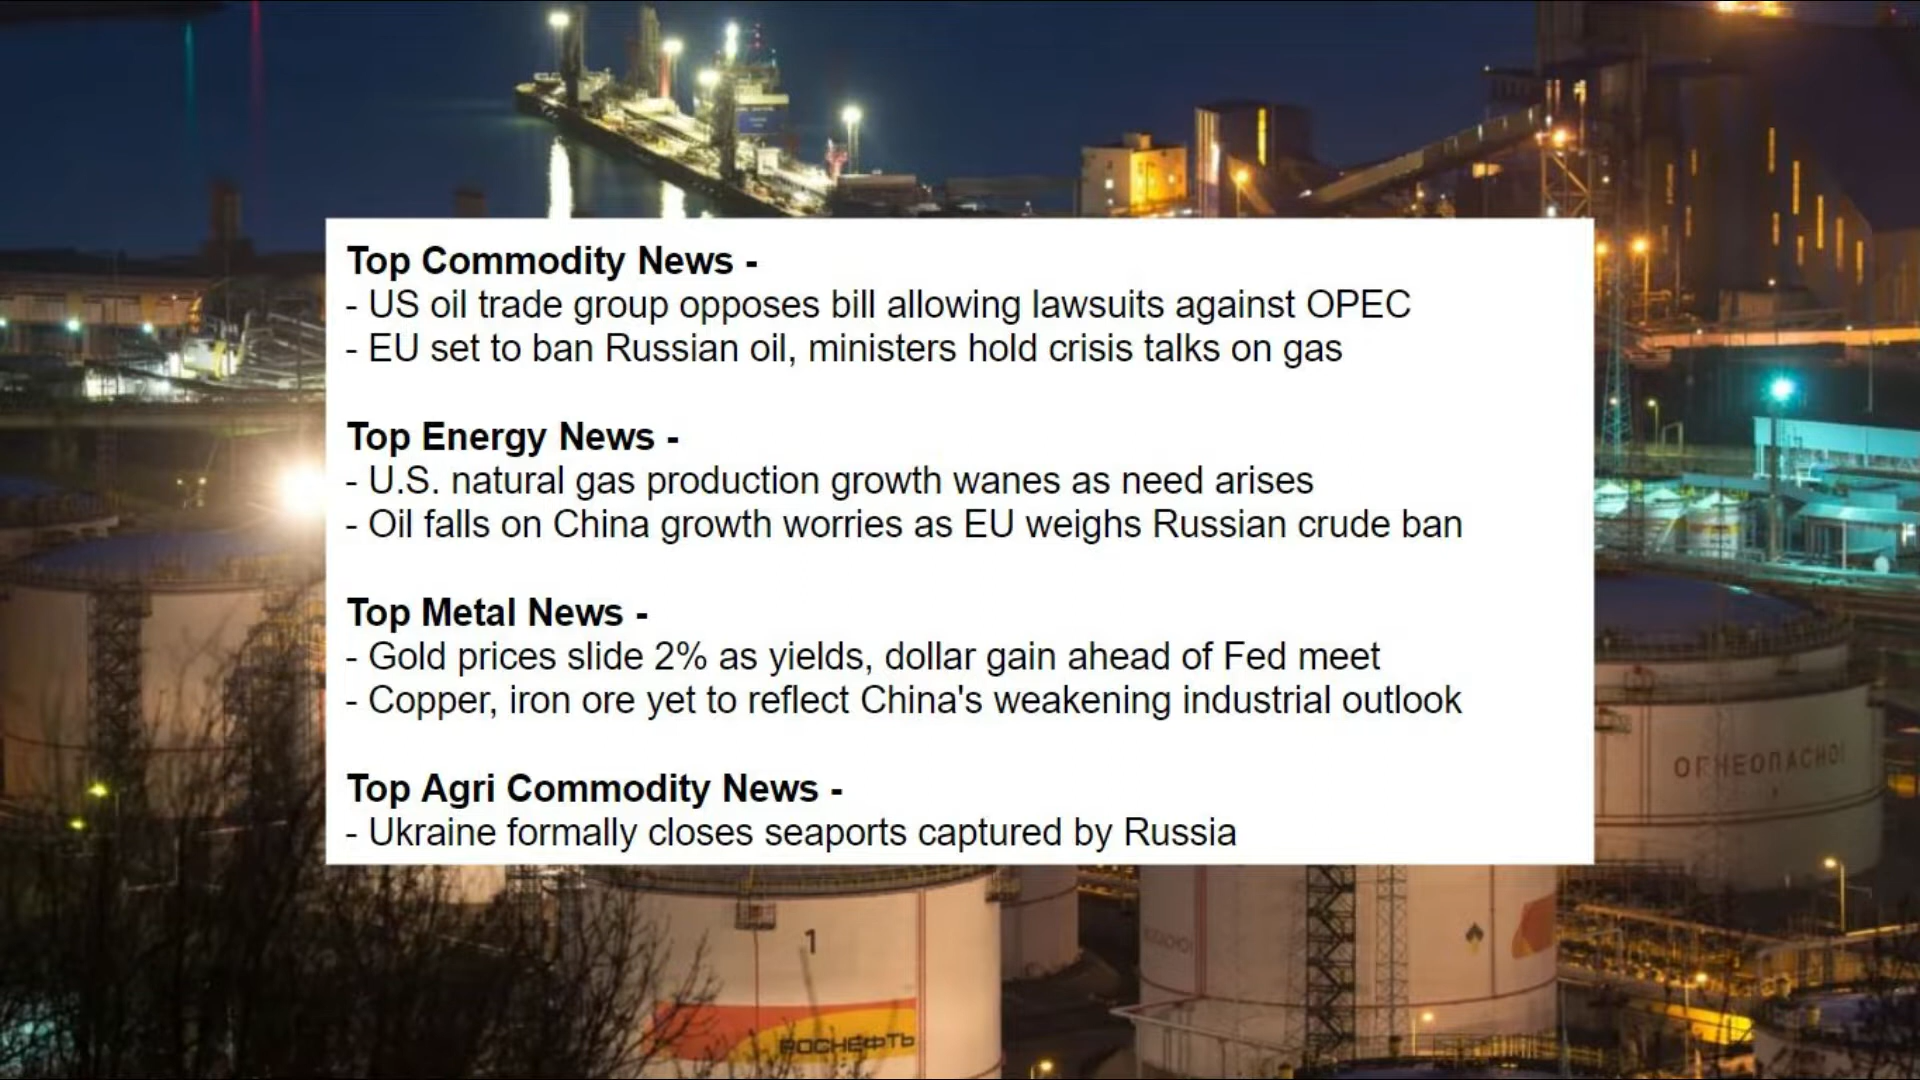 Top Commodity News -
- US oil trade group opposes bill allowing lawsuits against OPEC
- EU set to ban Russian oil, ministers hold crisis talks on gas
Top Energy News -
- U.S. natural gas production growth wanes as need arises
- Oil falls on China growth worries as EU weighs Russian crude ban
Top Metal News -
- Gold prices slide 2% as yields, dollar gain ahead of Fed meet
- Copper, iron ore yet to reflect China's weakening industrial outlook
ОГНЕОПАСНО!
Top Agri Commodity News -
- Ukraine formally closes seaports captured by Russia
1
РОСНЕФТЬ